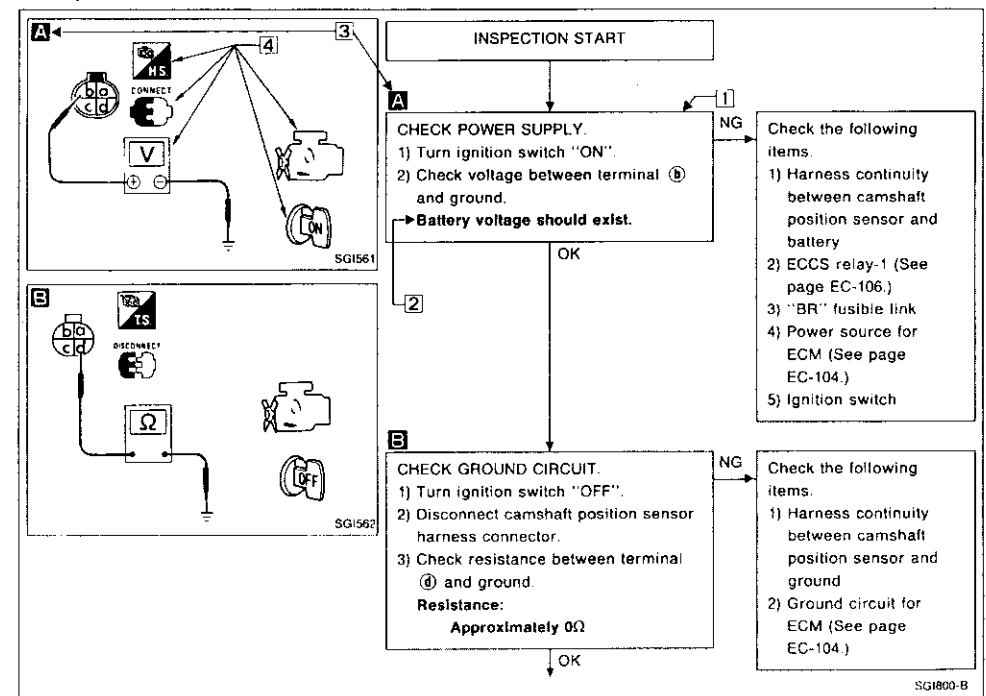 A
3
4
H.S.
CONNECT
b a
c d
V
⊕ ⊖
ON
SGI561
B
T.S.
DISCONNECT
b a
c d
Ω
OFF
SGI562
INSPECTION START
A
1
CHECK POWER SUPPLY.
1) Turn ignition switch "ON".
2) Check voltage between terminal ⓑ
and ground.
Battery voltage should exist.
2
NG
OK
Check the following
items.
1) Harness continuity
between camshaft
position sensor and
battery
2) ECCS relay-1 (See
page EC-106.)
3) "BR" fusible link
4) Power source for
ECM (See page
EC-104.)
5) Ignition switch
B
CHECK GROUND CIRCUIT.
1) Turn ignition switch "OFF".
2) Disconnect camshaft position sensor
harness connector.
3) Check resistance between terminal
ⓓ and ground.
Resistance:
Approximately 0Ω
NG
OK
Check the following
items.
1) Harness continuity
between camshaft
position sensor and
ground
2) Ground circuit for
ECM (See page
EC-104.)
SGI800-B